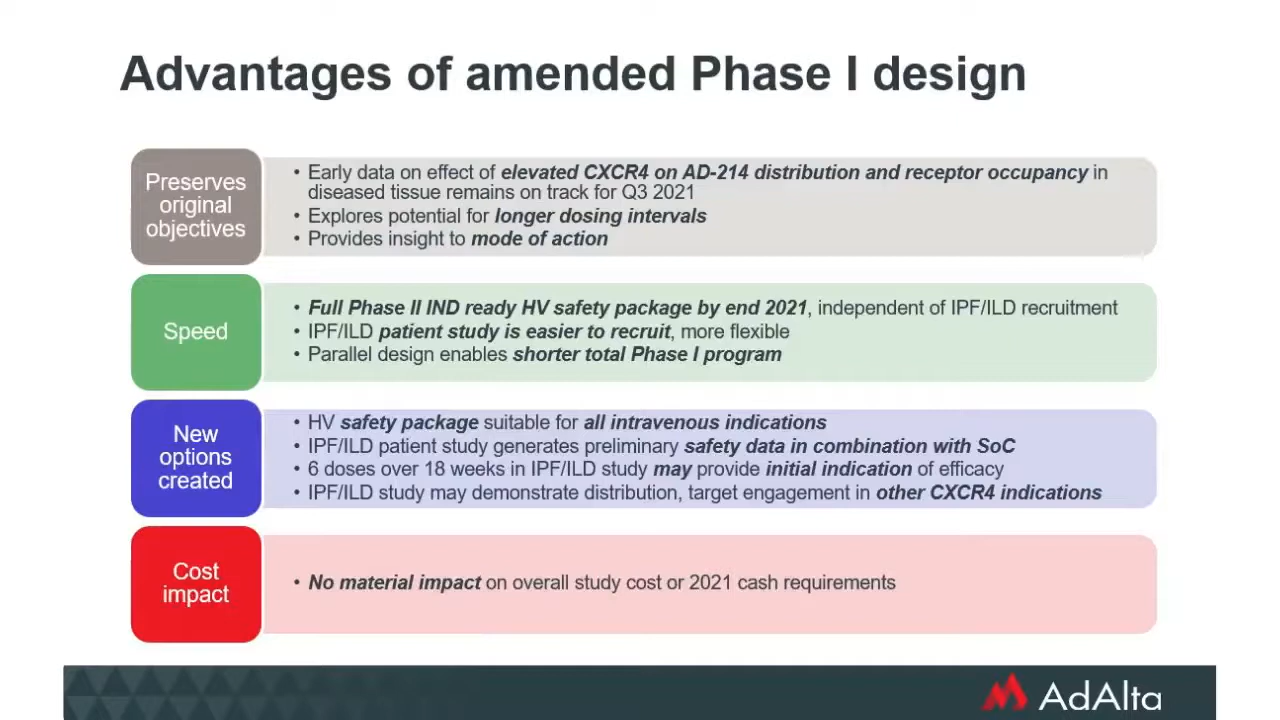 Advantages of amended Phase I design
Preserves
original
objectives
• Early data on effect of elevated CXCR4 on AD-214 distribution and receptor occupancy in
diseased tissue remains on track for Q3 2021
• Explores potential for longer dosing intervals
• Provides insight to mode of action
Speed
• Full Phase II IND ready HV safety package by end 2021, independent of IPF/ILD recruitment
• IPF/ILD patient study is easier to recruit, more flexible
• Parallel design enables shorter total Phase I program
New
options
created
• HV safety package suitable for all intravenous indications
• IPF/ILD patient study generates preliminary safety data in combination with SoC
• 6 doses over 18 weeks in IPF/ILD study may provide initial indication of efficacy
• IPF/ILD study may demonstrate distribution, target engagement in other CXCR4 indications
Cost
impact
• No material impact on overall study cost or 2021 cash requirements
AdAlta